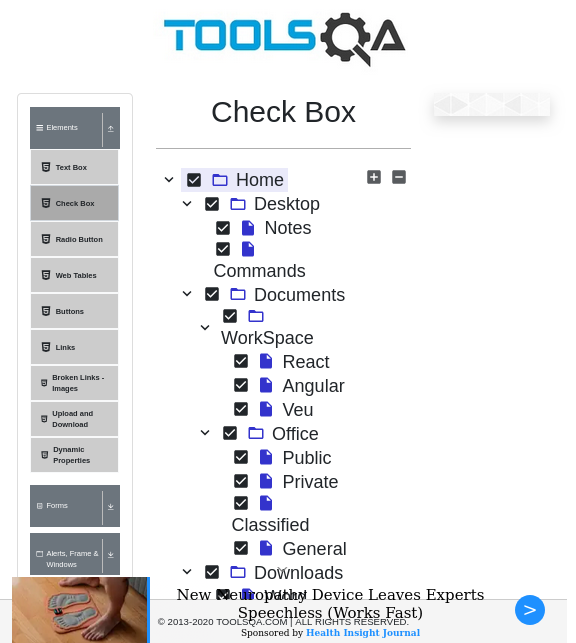 TOOLSQA
Check Box
Elements
Text Box
Check Box
Radio Button
Web Tables
Buttons
Links
Broken Links -
Images
Upload and
Download
Dynamic
Properties
Forms
Alerts, Frame &
Windows
Home
Desktop
Notes
Commands
Documents
WorkSpace
React
Angular
Veu
Office
Public
Private
Classified
General
Downloads
New Neuropathy Device Leaves Experts
Speechless (Works Fast)
© 2013-2020 TOOLSQA.COM | ALL RIGHTS RESERVED.
Sponsored by Health Insight Journal